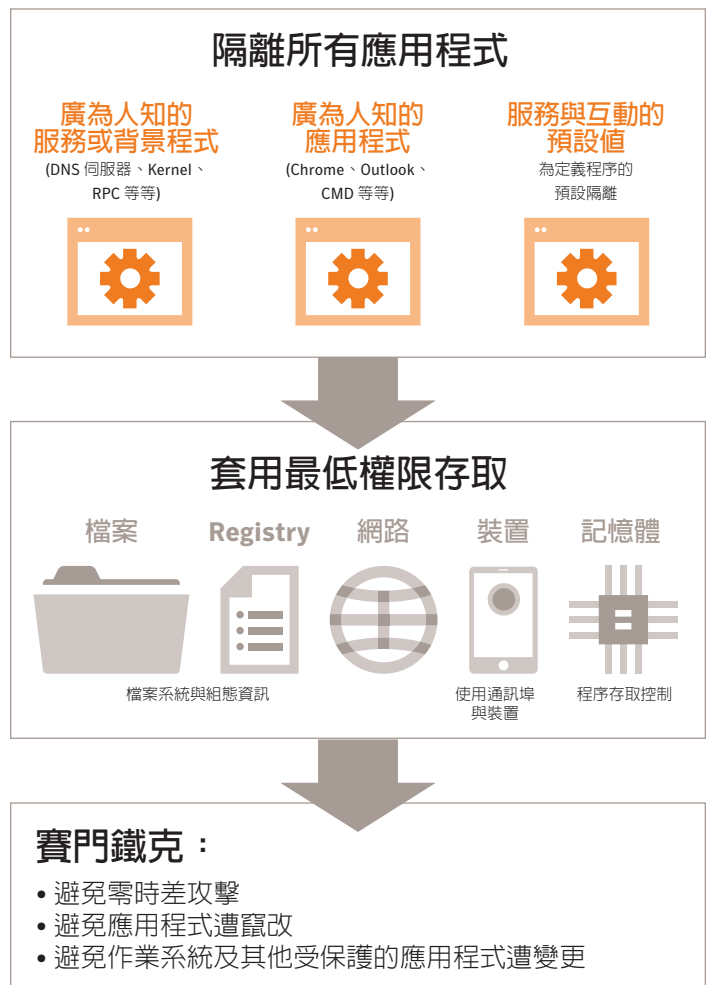 隔離所有應用程式
廣為人知的
服務或背景程式
(DNS 伺服器、Kernel、
RPC 等等)
廣為人知的
應用程式
(Chrome、Outlook、
CMD 等等)
服務與互動的
預設值
為定義程序的
預設隔離
套用最低權限存取
檔案
Registry
網路
裝置
記憶體
檔案系統與組態資訊
使用通訊埠
與裝置
程序存取控制
賽門鐵克：
• 避免零時差攻擊
• 避免應用程式遭竄改
• 避免作業系統及其他受保護的應用程式遭變更